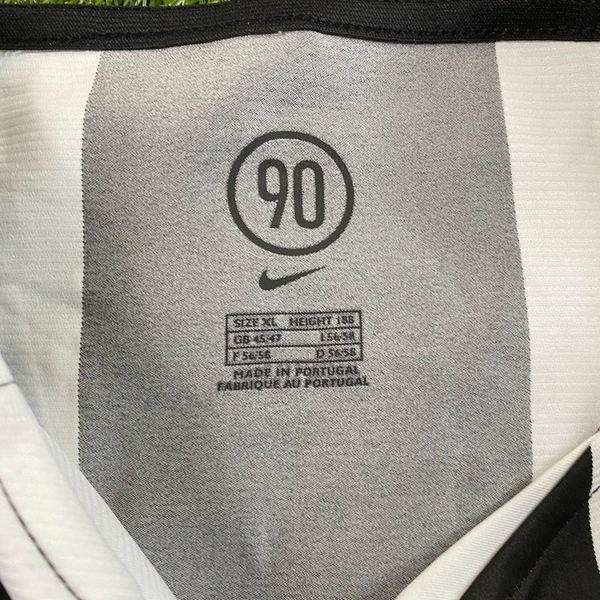 90
SIZE XL HEIGHT 188
GB 45/47 I 56/58
F 56/58 D 56/58
MADE IN PORTUGAL
FABRIQUE AU PORTUGAL